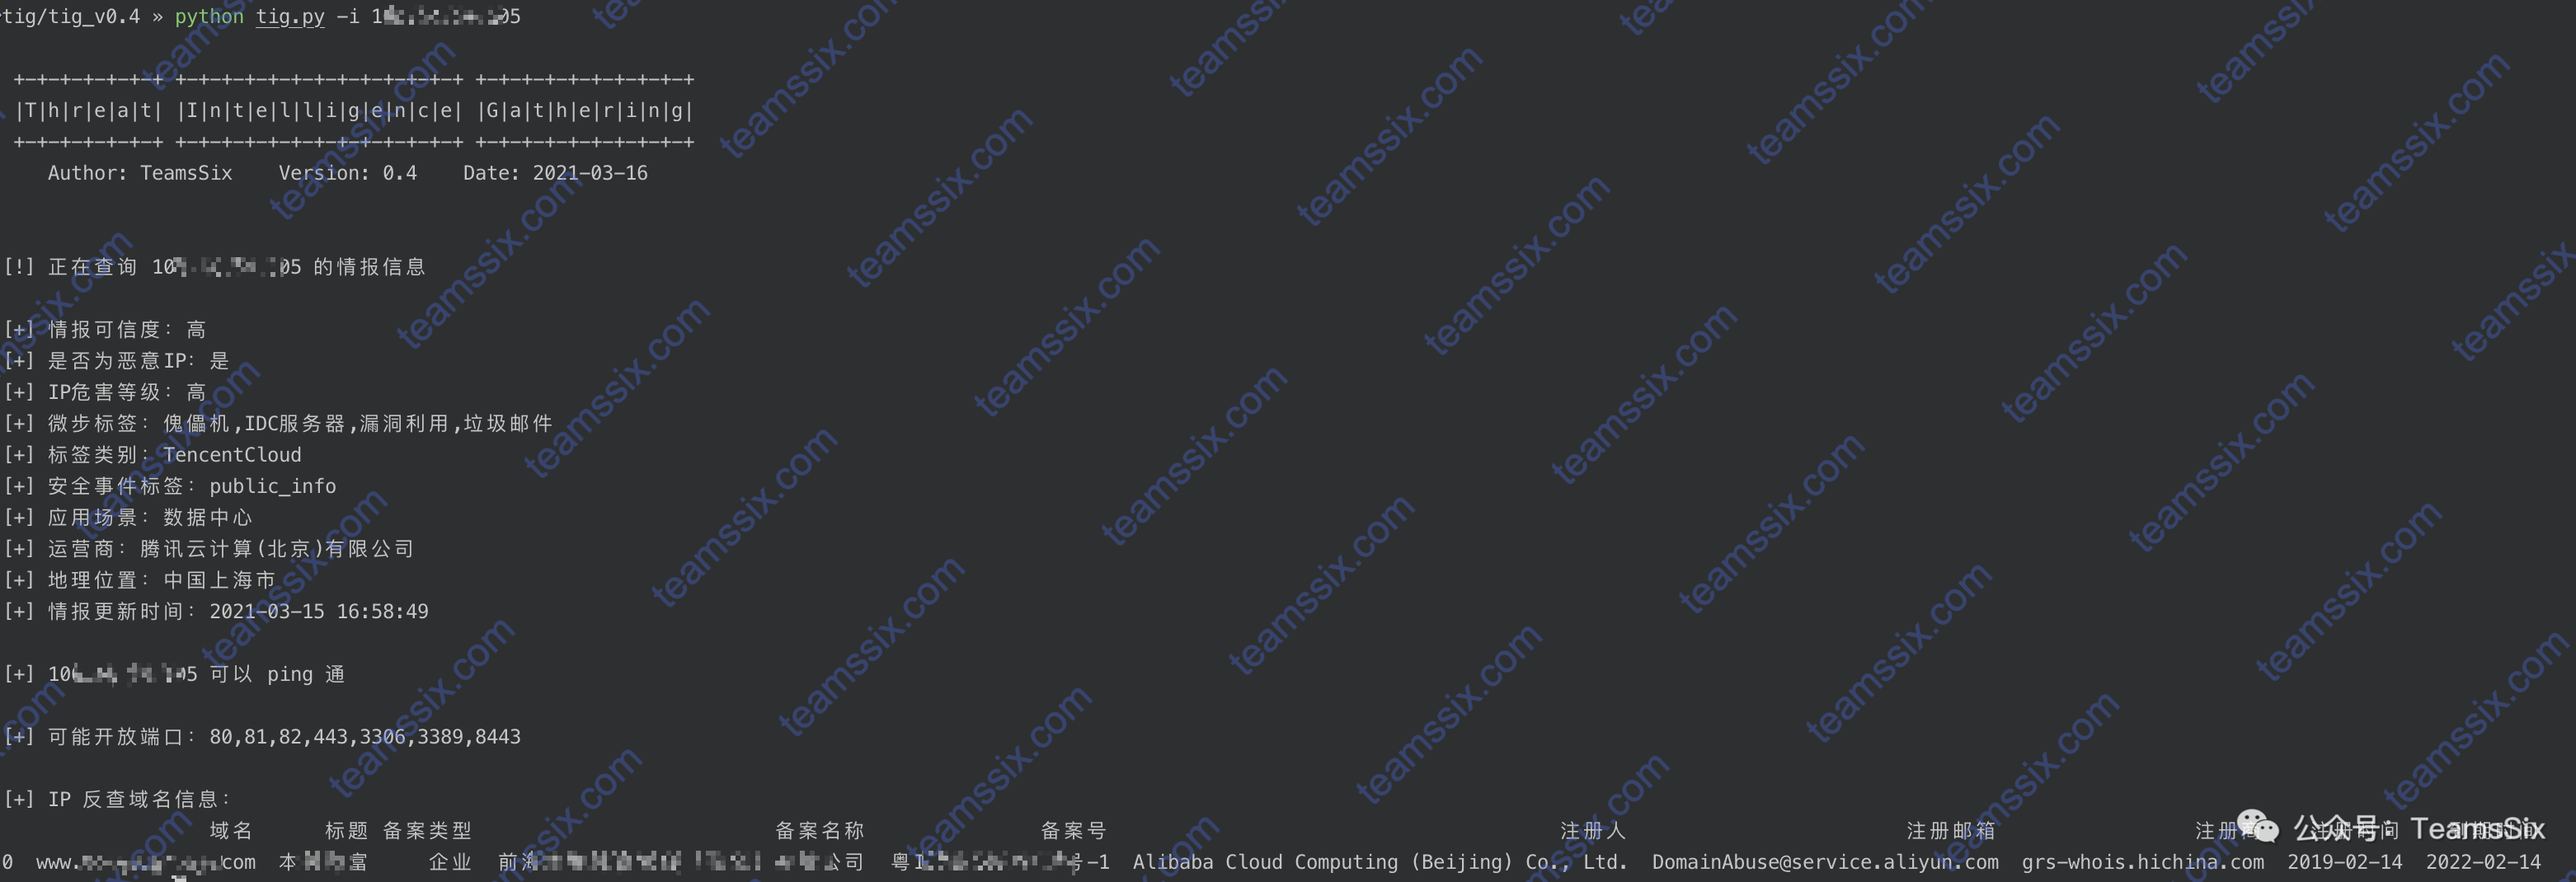 tig/tig_v0.4 » python tig.py -i 1 05
+-+-+-+-+-+-+ +-+-+-+-+-+-+-+-+-+-+-+-+ +-+-+-+-+-+-+-+-+-+
|T|h|r|e|a|t| |I|n|t|e|l|l|i|g|e|n|c|e| |G|a|t|h|e|r|i|n|g|
+-+-+-+-+-+-+ +-+-+-+-+-+-+-+-+-+-+-+-+ +-+-+-+-+-+-+-+-+-+
Author: TeamsSix Version: 0.4 Date: 2021-03-16
[!] 正在查询 10 05 的情报信息
[+] 情报可信度：高
[+] 是否为恶意IP：是
[+] IP危害等级：高
[+] 微步标签：傀儡机,IDC服务器,漏洞利用,垃圾邮件
[+] 标签类别：TencentCloud
[+] 安全事件标签：public_info
[+] 应用场景：数据中心
[+] 运营商：腾讯云计算(北京)有限公司
[+] 地理位置：中国上海市
[+] 情报更新时间：2021-03-15 16:58:49
[+] 10 05 可以 ping 通
[+] 可能开放端口：80,81,82,443,3306,3389,8443
[+] IP 反查域名信息：
域名 标题 备案类型 备案名称 备案号 注册人 注册邮箱 注册商 注册时间 到期时间
0 www. com 本 富 企业 前海 公司 粤I 号-1 Alibaba Cloud Computing (Beijing) Co., Ltd. DomainAbuse@service.aliyun.com grs-whois.hichina.com 2019-02-14 2022-02-14
公众号：TeamsSix
teamssix.com